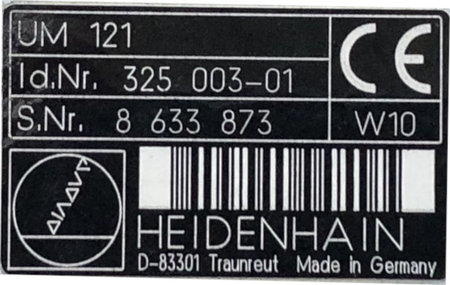 UM 121
Id.Nr. 325 003-01
S.Nr. 8 633 873
CE
W10
HEIDENHAIN
D-83301 Traunreut Made in Germany